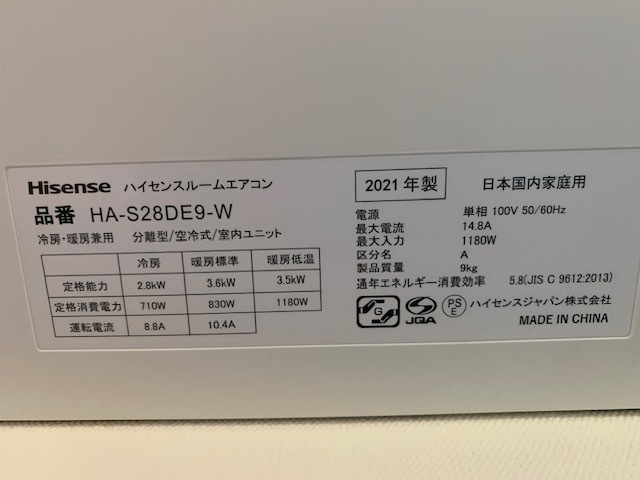 Hisense ハイセンスルームエアコン
品番 HA-S28DE9-W
冷房・暖房兼用 分離型/空冷式/室内ユニット
冷房 暖房標準 暖房低温
定格能力 2.8kW 3.6kW 3.5kW
定格消費電力 710W 830W 1180W
運転電流 8.8A 10.4A
2021年製 日本国内家庭用
電源 単相 100V 50/60Hz
最大電流 14.8A
最大入力 1180W
区分名 A
製品質量 9kg
通年エネルギー消費効率 5.8(JIS C 9612:2013)
G JQA PS E ハイセンスジャパン株式会社
MADE IN CHINA